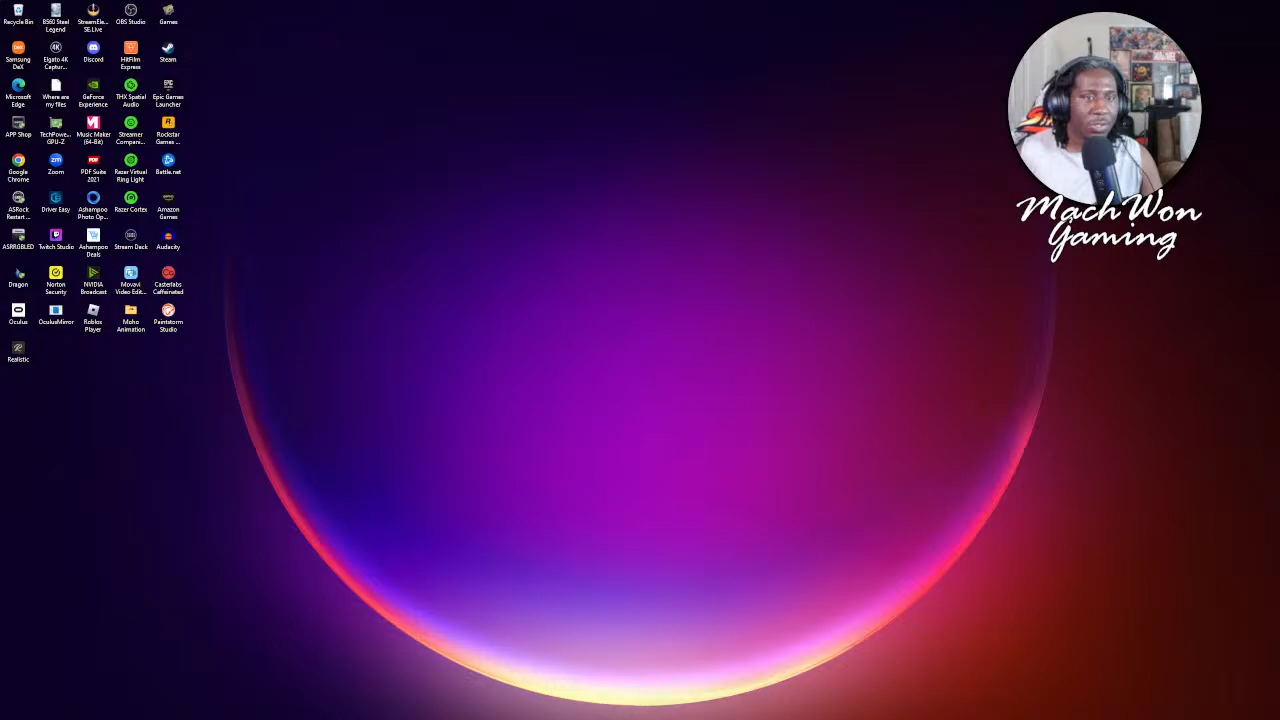 Recycle Bin
B560 Steel
Legend
StreamEle...
SE.Live
OBS Studio
Games
Samsung
DeX
Elgato 4K
Captur...
Discord
HitFilm
Express
Steam
Microsoft
Edge
Where are
my files
GeForce
Experience
THX Spatial
Audio
Epic Games
Launcher
APP Shop
TechPowe...
GPU-Z
Music Maker
(64-Bit)
Streamer
Compani...
Rockstar
Games ...
Google
Chrome
Zoom
PDF Suite
2021
Razer Virtual
Ring Light
Battle.net
ASRock
Restart ...
Driver Easy
Ashampoo
Photo Op...
Razer Cortex
Amazon
Games
ASRRGBLED
Twitch Studio
Ashampoo
Deals
Stream Deck
Audacity
Dragon
Norton
Security
NVIDIA
Broadcast
Movavi
Video Edit...
Casterlabs
Caffeinated
Oculus
OculusMirror
Roblox
Player
Moho
Animation
Paintstorm
Studio
Realistic
MachWon
Gaming